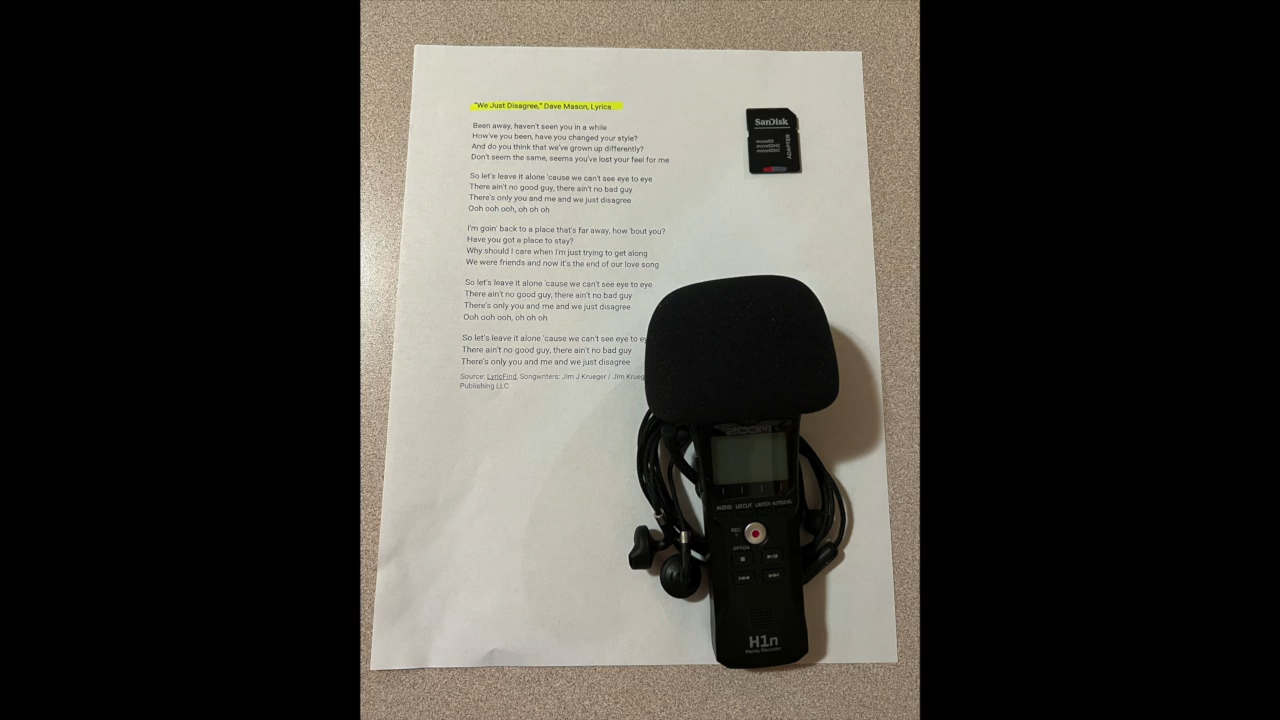 "We Just Disagree," Dave Mason, Lyrics
Been away, haven't seen you in a while
How've you been, have you changed your style?
And do you think that we've grown up differently?
Don't seem the same, seems you've lost your feel for me
So let's leave it alone 'cause we can't see eye to eye
There ain't no good guy, there ain't no bad guy
There's only you and me and we just disagree
Ooh ooh ooh, oh oh oh
I'm goin' back to a place that's far away, how 'bout you?
Have you got a place to stay?
Why should I care when I'm just trying to get along
We were friends and now it's the end of our love song
So let's leave it alone 'cause we can't see eye to eye
There ain't no good guy, there ain't no bad guy
There's only you and me and we just disagree
Ooh ooh ooh, oh oh oh
So let's leave it alone 'cause we can't see eye to ey
There ain't no good guy, there ain't no bad guy
There's only you and me and we just disagree
Source: LyricFind, Songwriters: Jim J Krueger / Jim Krueg
Publishing LLC
SanDisk
microSD
microSDHC
microSDXC
ADAPTER
zoom
AUDIO LO CUT LIMITER AUTO LEVEL
REC
OFF/ON
H1n
Handy Recorder